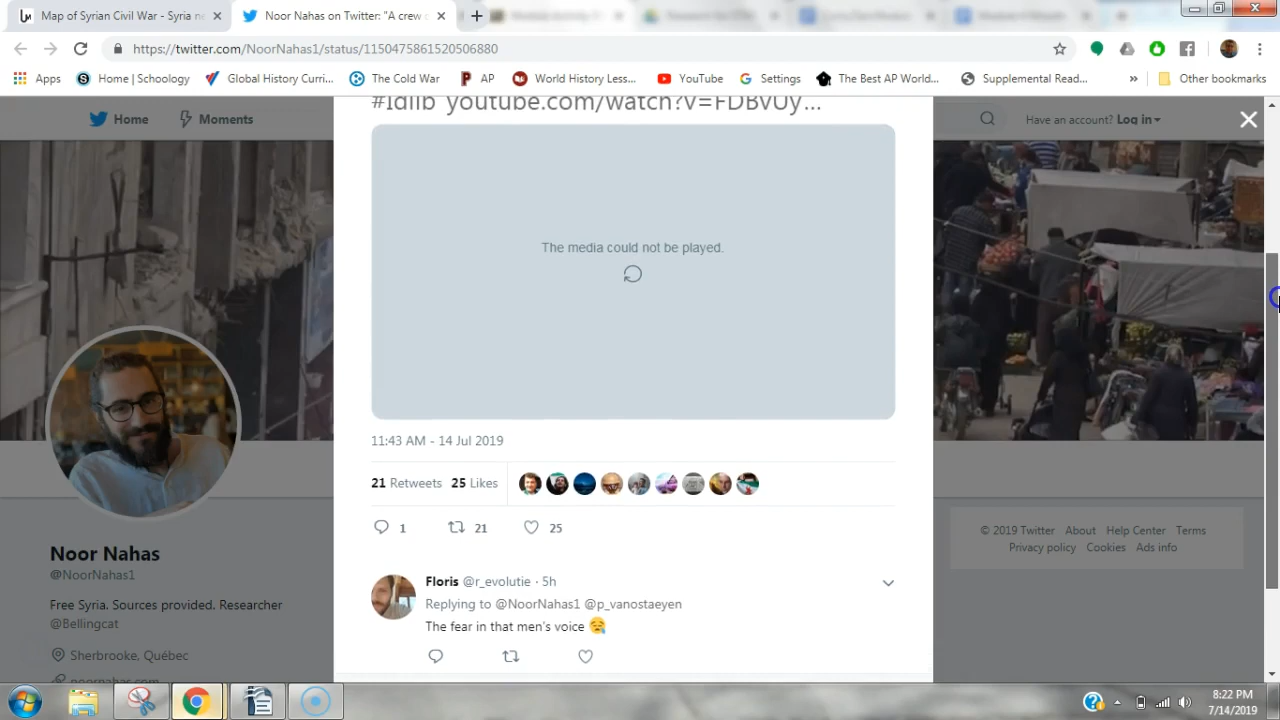 Map of Syrian Civil War - Syria ne
Noor Nahas on Twitter: "A crew c
https://twitter.com/NoorNahas1/status/1150475861520506880
Apps
Home | Schoology
Global History Curri...
The Cold War
AP
World History Less...
YouTube
Settings
The Best AP World...
Supplemental Read...
»
Other bookmarks
Home
Moments
Have an account? Log in
#Idlib youtube.com/watch?v=FDBvUy...
The media could not be played.
11:43 AM - 14 Jul 2019
21 Retweets 25 Likes
1 21 25
Floris @r_evolutie · 5h
Replying to @NoorNahas1 @p_vanostaeyen
The fear in that men's voice
Noor Nahas
@NoorNahas1
Free Syria. Sources provided. Researcher
@Bellingcat
Sherbrooke, Québec
noornahas.com
© 2019 Twitter About Help Center Terms
Privacy policy Cookies Ads info
8:22 PM
7/14/2019